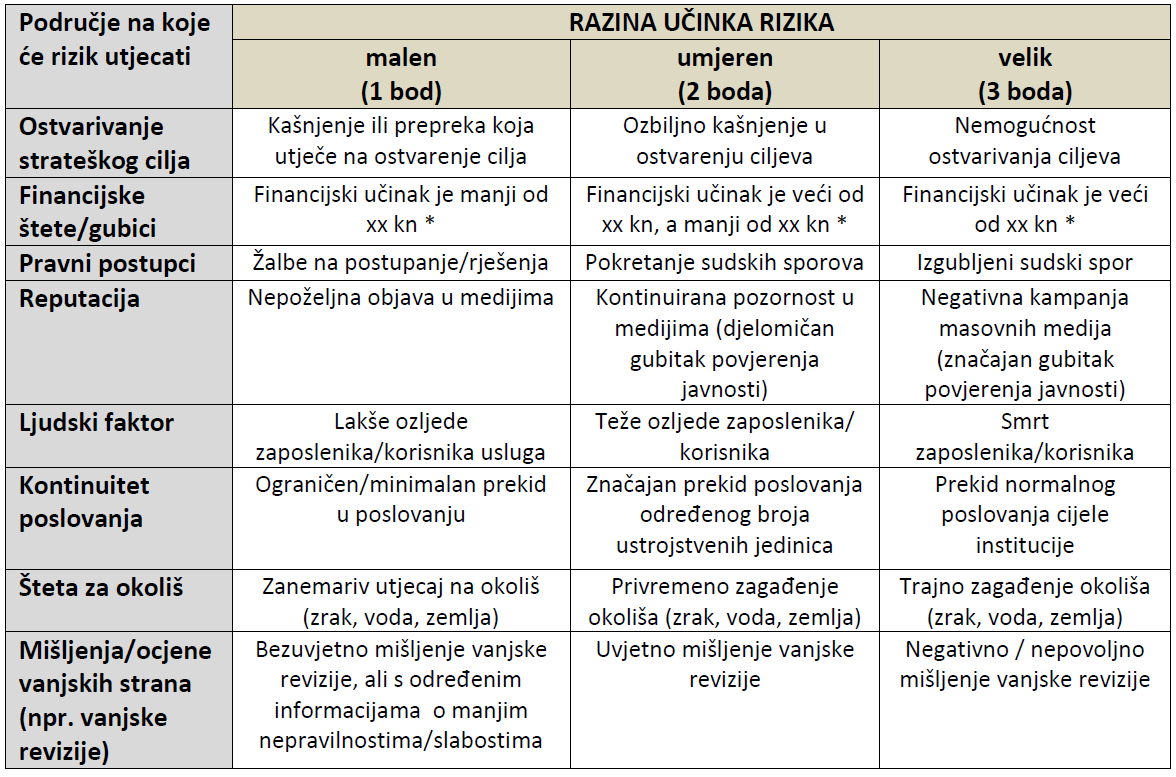 Područje na koje
će rizik utjecati
RAZINA UČINKA RIZIKA
malen
(1 bod)
umjeren
(2 boda)
velik
(3 boda)
Ostvarivanje
strateškog cilja
Kašnjenje ili prepreka koja
utječe na ostvarenje cilja
Ozbiljno kašnjenje u
ostvarenju ciljeva
Nemogućnost
ostvarivanja ciljeva
Financijske
štete/gubici
Financijski učinak je manji od
xx kn *
Financijski učinak je veći od
xx kn, a manji od xx kn *
Financijski učinak je veći
od xx kn *
Pravni postupci
Žalbe na postupanje/rješenja
Pokretanje sudskih sporova
Izgubljeni sudski spor
Reputacija
Nepoželjna objava u medijima
Kontinuirana pozornost u
medijima (djelomičan
gubitak povjerenja
javnosti)
Negativna kampanja
masovnih medija
(značajan gubitak
povjerenja javnosti)
Ljudski faktor
Lakše ozljede
zaposlenika/korisnika usluga
Teže ozljede zaposlenika/
korisnika
Smrt
zaposlenika/korisnika
Kontinuitet
poslovanja
Ograničen/minimalan prekid
u poslovanju
Značajan prekid poslovanja
određenog broja
ustrojstvenih jedinica
Prekid normalnog
poslovanja cijele
institucije
Šteta za okoliš
Zanemariv utjecaj na okoliš
(zrak, voda, zemlja)
Privremeno zagađenje
okoliša (zrak, voda, zemlja)
Trajno zagađenje okoliša
(zrak, voda, zemlja)
Mišljenja/ocjene
vanjskih strana
(npr. vanjske
revizije)
Bezuvjetno mišljenje vanjske
revizije, ali s određenim
informacijama o manjim
nepravilnostima/slabostima
Uvjetno mišljenje vanjske
revizije
Negativno / nepovoljno
mišljenje vanjske revizije